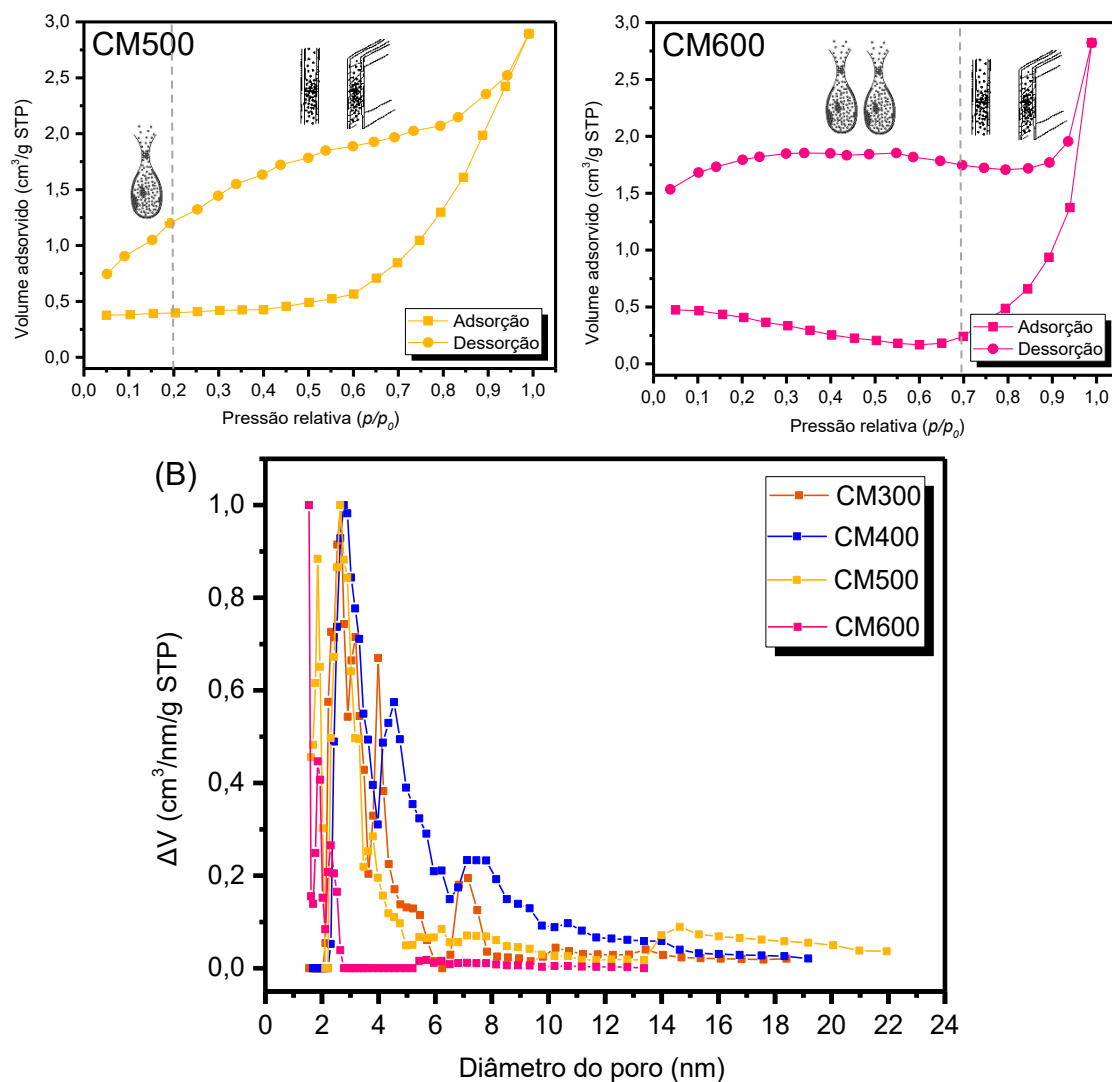 CM500
Volume adsorvido (cm³/g STP)
3,0
2,5
2,0
1,5
1,0
0,5
0,0
Adsorção
Dessorção
0,0 0,1 0,2 0,3 0,4 0,5 0,6 0,7 0,8 0,9 1,0
Pressão relativa (p/p₀)
CM600
Volume adsorvido (cm³/g STP)
3,0
2,5
2,0
1,5
1,0
0,5
0,0
Adsorção
Dessorção
0,0 0,1 0,2 0,3 0,4 0,5 0,6 0,7 0,8 0,9 1,0
Pressão relativa (p/p₀)
(B)
ΔV (cm³/nm/g STP)
1,0
0,8
0,6
0,4
0,2
0,0
CM300
CM400
CM500
CM600
0 2 4 6 8 10 12 14 16 18 20 22 24
Diâmetro do poro (nm)